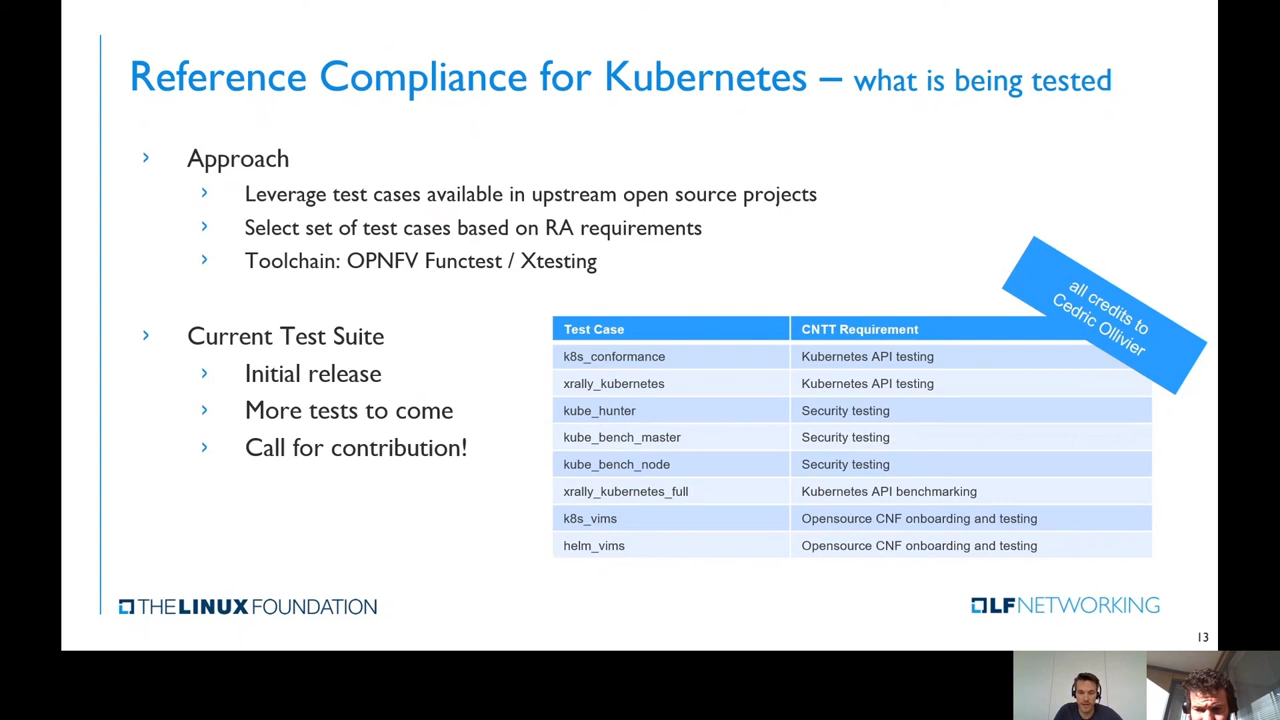 Reference Compliance for Kubernetes – what is being tested
› Approach
› Leverage test cases available in upstream open source projects
› Select set of test cases based on RA requirements
› Toolchain: OPNFV Functest / Xtesting
› Current Test Suite
› Initial release
› More tests to come
› Call for contribution!
all credits to
Cedric Ollivier
Test Case CNTT Requirement
k8s_conformance Kubernetes API testing
xrally_kubernetes Kubernetes API testing
kube_hunter Security testing
kube_bench_master Security testing
kube_bench_node Security testing
xrally_kubernetes_full Kubernetes API benchmarking
k8s_vims Opensource CNF onboarding and testing
helm_vims Opensource CNF onboarding and testing
THE LINUX FOUNDATION
LFNETWORKING
13